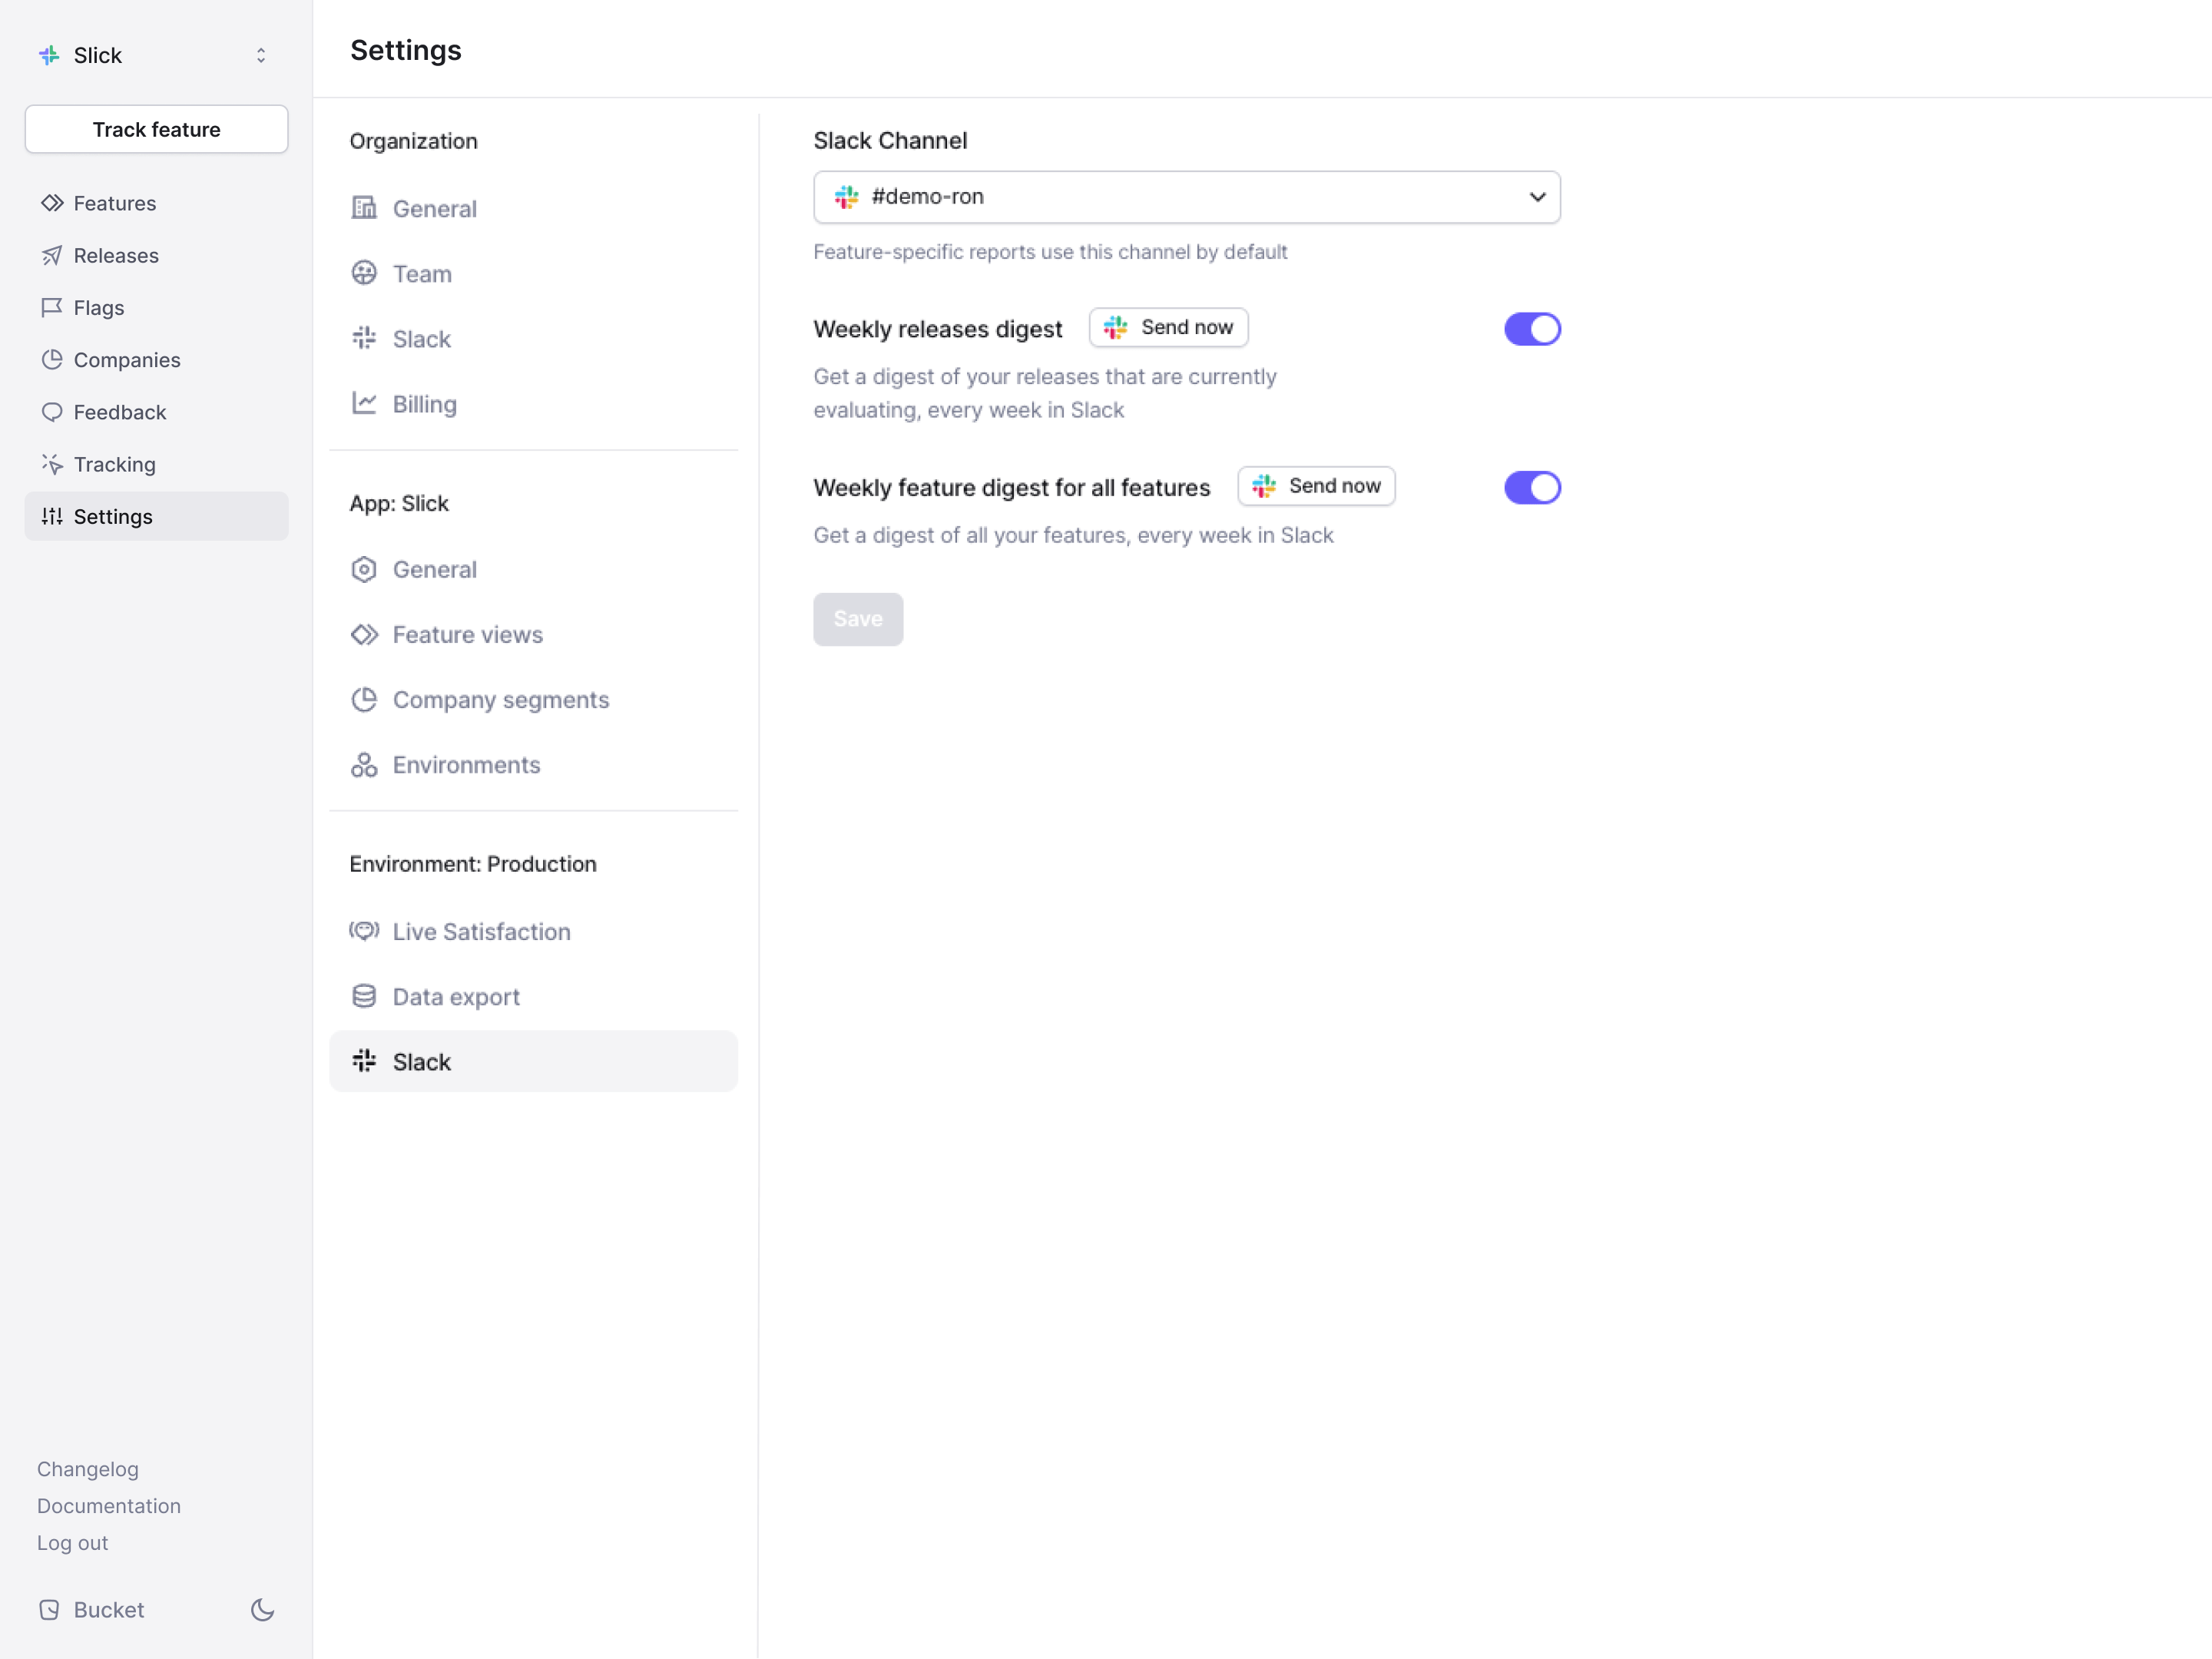 Slick
Track feature
Features
Releases
Flags
Companies
Feedback
Tracking
Settings
Changelog
Documentation
Log out
Bucket
Settings
Organization
General
Team
Slack
Billing
App: Slick
General
Feature views
Company segments
Environments
Environment: Production
Live Satisfaction
Data export
Slack
Slack Channel
#demo-ron
Feature-specific reports use this channel by default
Weekly releases digest Send now
Get a digest of your releases that are currently
evaluating, every week in Slack
Weekly feature digest for all features Send now
Get a digest of all your features, every week in Slack
Save